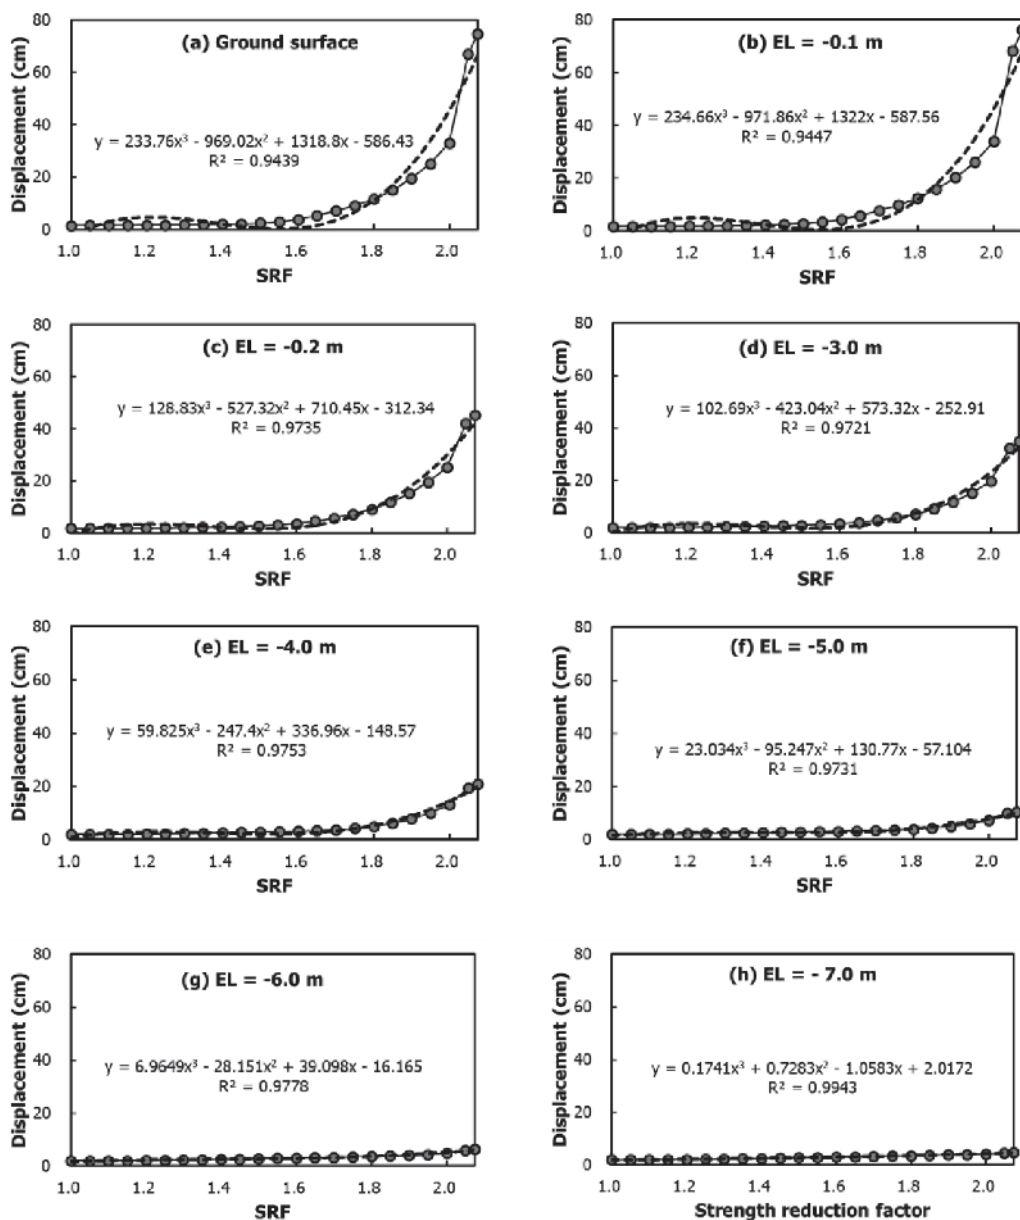 (a) Ground surface
Displacement (cm)
80
60
40
20
0
y = 233.76x³ - 969.02x² + 1318.8x - 586.43
R² = 0.9439
1.0 1.2 1.4 1.6 1.8 2.0
SRF
(b) EL = -0.1 m
Displacement (cm)
80
60
40
20
0
y = 234.66x³ - 971.86x² + 1322x - 587.56
R² = 0.9447
1.0 1.2 1.4 1.6 1.8 2.0
SRF
(c) EL = -0.2 m
Displacement (cm)
80
60
40
20
0
y = 128.83x³ - 527.32x² + 710.45x - 312.34
R² = 0.9735
1.0 1.2 1.4 1.6 1.8 2.0
SRF
(d) EL = -3.0 m
Displacement (cm)
80
60
40
20
0
y = 102.69x³ - 423.04x² + 573.32x - 252.91
R² = 0.9721
1.0 1.2 1.4 1.6 1.8 2.0
SRF
(e) EL = -4.0 m
Displacement (cm)
80
60
40
20
0
y = 59.825x³ - 247.4x² + 336.96x - 148.57
R² = 0.9753
1.0 1.2 1.4 1.6 1.8 2.0
SRF
(f) EL = -5.0 m
Displacement (cm)
80
60
40
20
0
y = 23.034x³ - 95.247x² + 130.77x - 57.104
R² = 0.9731
1.0 1.2 1.4 1.6 1.8 2.0
SRF
(g) EL = -6.0 m
Displacement (cm)
80
60
40
20
0
y = 6.9649x³ - 28.151x² + 39.098x - 16.165
R² = 0.9778
1.0 1.2 1.4 1.6 1.8 2.0
SRF
(h) EL = - 7.0 m
Displacement (cm)
80
60
40
20
0
y = 0.1741x³ + 0.7283x² - 1.0583x + 2.0172
R² = 0.9943
1.0 1.2 1.4 1.6 1.8 2.0
Strength reduction factor